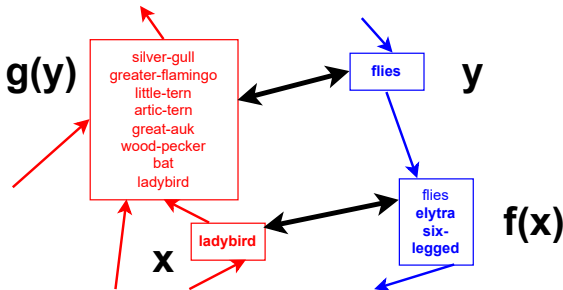 g(y)
silver-gull
greater-flamingo
little-tern
artic-tern
great-auk
wood-pecker
bat
ladybird
flies
y
x
ladybird
flies
elytra
six-
legged
f(x)